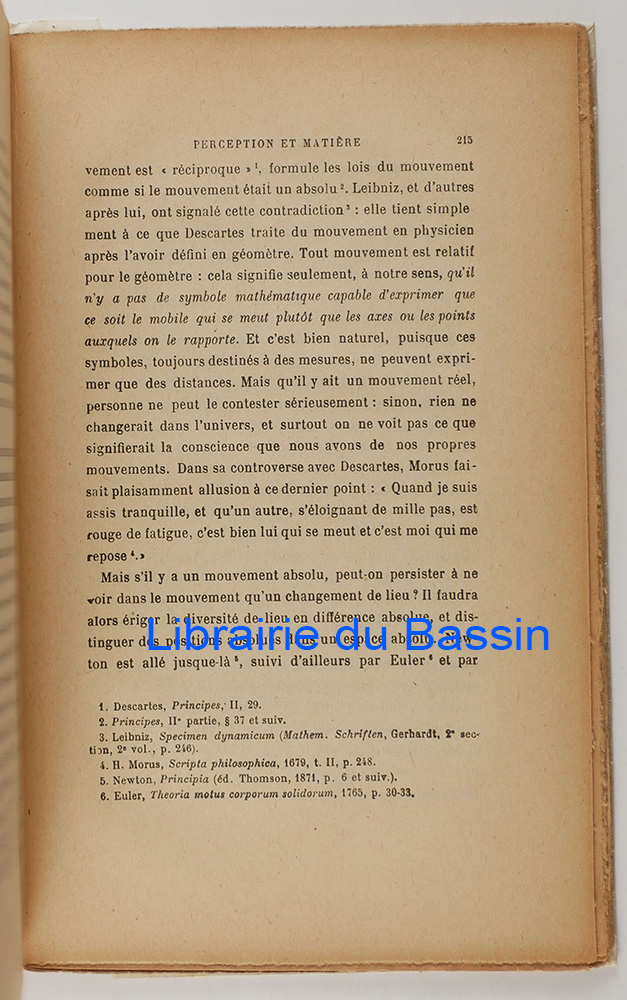 PERCEPTION ET MATIÈRE 215
vement est « réciproque » ¹, formule les lois du mouvement
comme si le mouvement était un absolu ². Leibniz, et d'autres
après lui, ont signalé cette contradiction ³ : elle tient simple
ment à ce que Descartes traite du mouvement en physicien
après l'avoir défini en géomètre. Tout mouvement est relatif
pour le géomètre : cela signifie seulement, à notre sens, qu'il
n'y a pas de symbole mathématique capable d'exprimer que
ce soit le mobile qui se meut plutôt que les axes ou les points
auxquels on le rapporte. Et c'est bien naturel, puisque ces
symboles, toujours destinés à des mesures, ne peuvent expri-
mer que des distances. Mais qu'il y ait un mouvement réel,
personne ne peut le contester sérieusement : sinon, rien ne
changerait dans l'univers, et surtout on ne voit pas ce que
signifierait la conscience que nous avons de nos propres
mouvements. Dans sa controverse avec Descartes, Morus fai-
sait plaisamment allusion à ce dernier point : « Quand je suis
assis tranquille, et qu'un autre, s'éloignant de mille pas, est
rouge de fatigue, c'est bien lui qui se meut et c'est moi qui me
repose ⁴. »
Mais s'il y a un mouvement absolu, peut-on persister à ne
voir dans le mouvement qu'un changement de lieu ? Il faudra
alors ériger la diversité de lieu en différence absolue, et dis-
Librairie du Bassin
tinguer des positions absolues dans un espace absolu. New-
ton est allé jusque-là ⁵, suivi d'ailleurs par Euler ⁶ et par
1. Descartes, Principes, II, 29.
2. Principes, IIᵉ partie, § 37 et suiv.
3. Leibniz, Specimen dynamicum (Mathem. Schriften, Gerhardt, 2ᵉ sec-
tion, 2ᵉ vol., p. 246).
4. H. Morus, Scripta philosophica, 1679, t. II, p. 248.
5. Newton, Principia (éd. Thomson, 1871, p. 6 et suiv.).
6. Euler, Theoria motus corporum solidorum, 1765, p. 30-33.